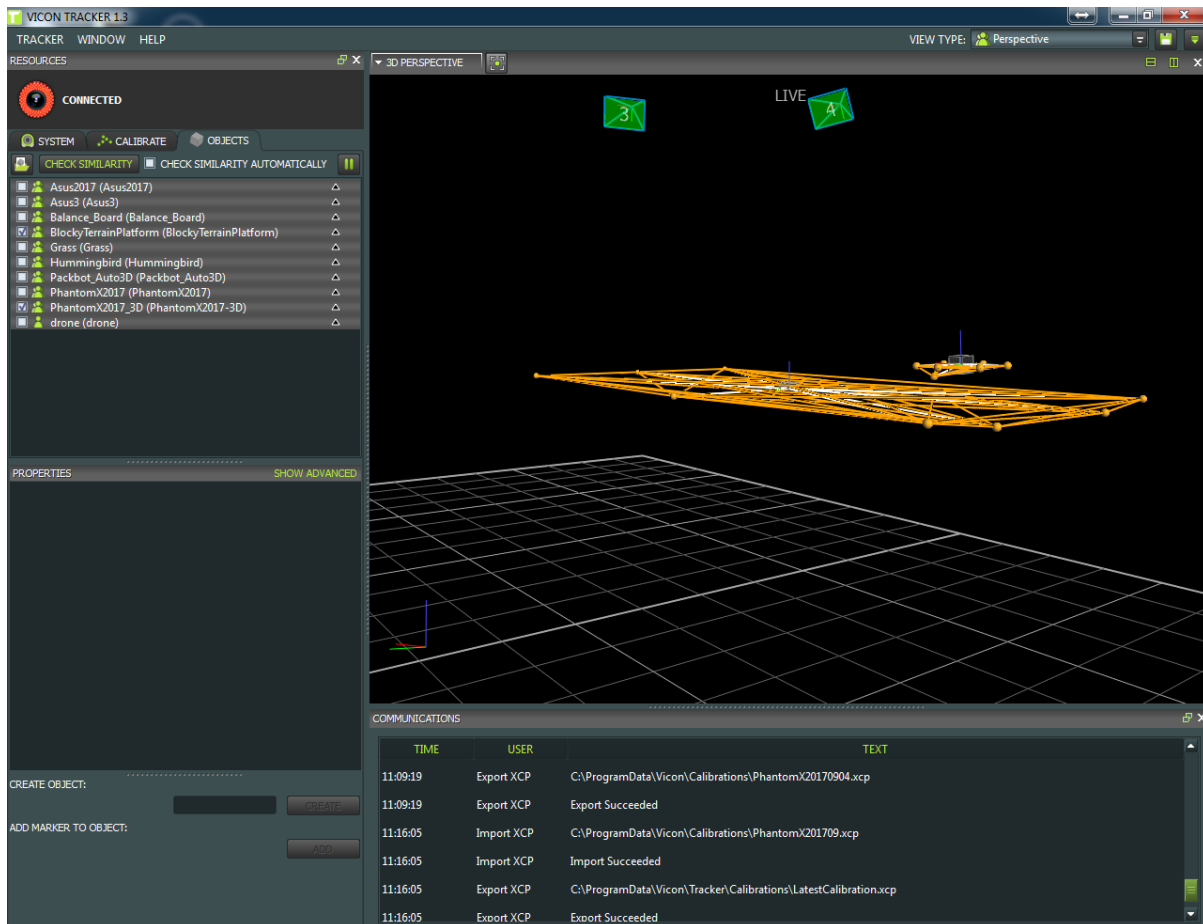 VICON TRACKER 1.3
TRACKER WINDOW HELP
VIEW TYPE: Perspective
RESOURCES
3D PERSPECTIVE
CONNECTED
LIVE
3
4
SYSTEM CALIBRATE OBJECTS
CHECK SIMILARITY CHECK SIMILARITY AUTOMATICALLY
Asus2017 (Asus2017)
Asus3 (Asus3)
Balance_Board (Balance_Board)
BlockyTerrainPlatform (BlockyTerrainPlatform)
Grass (Grass)
Hummingbird (Hummingbird)
Packbot_Auto3D (Packbot_Auto3D)
PhantomX2017 (PhantomX2017)
PhantomX2017_3D (PhantomX2017-3D)
drone (drone)
PROPERTIES SHOW ADVANCED
CREATE OBJECT:
CREATE
ADD MARKER TO OBJECT:
ADD
COMMUNICATIONS
TIME USER TEXT
11:09:19 Export XCP C:\ProgramData\Vicon\Calibrations\PhantomX20170904.xcp
11:09:19 Export XCP Export Succeeded
11:16:05 Import XCP C:\ProgramData\Vicon\Calibrations\PhantomX201709.xcp
11:16:05 Import XCP Import Succeeded
11:16:05 Export XCP C:\ProgramData\Vicon\Tracker\Calibrations\LatestCalibration.xcp
11:16:05 Export XCP Export Succeeded